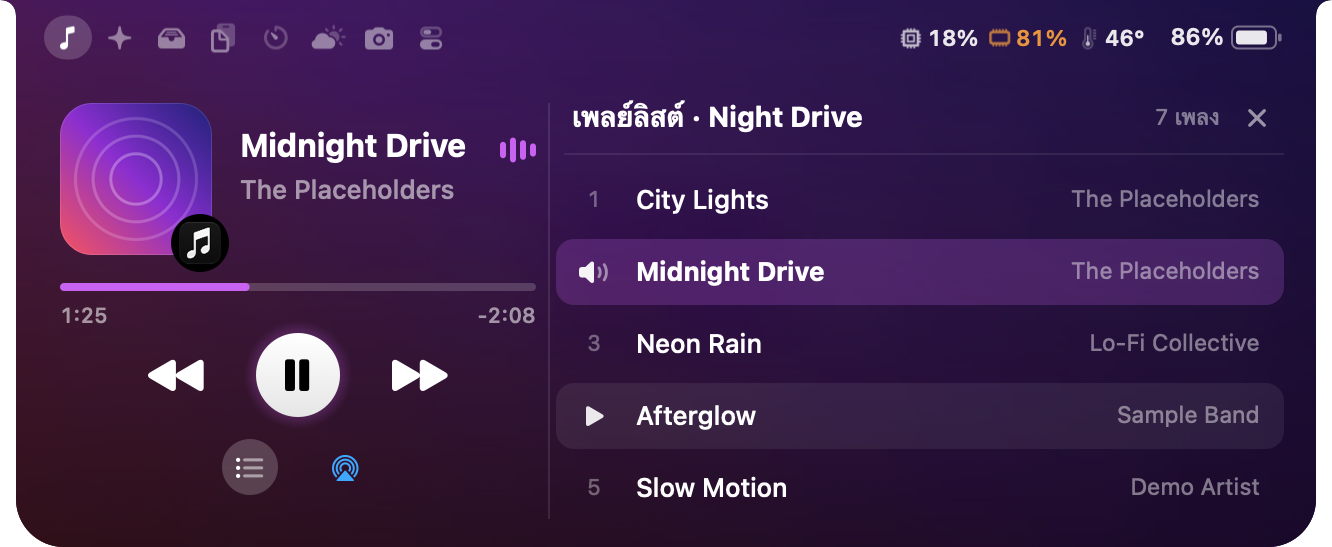 18% 81% 46° 86%
Midnight Drive
The Placeholders
1:25 -2:08
เพลย์ลิสต์ · Night Drive 7 เพลง
1 City Lights The Placeholders
Midnight Drive The Placeholders
3 Neon Rain Lo-Fi Collective
Afterglow Sample Band
5 Slow Motion Demo Artist